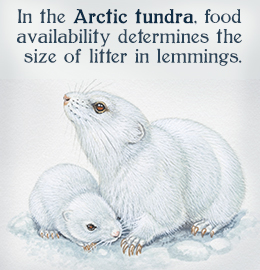 In the Arctic tundra, food
availability determines the
size of litter in lemmings.